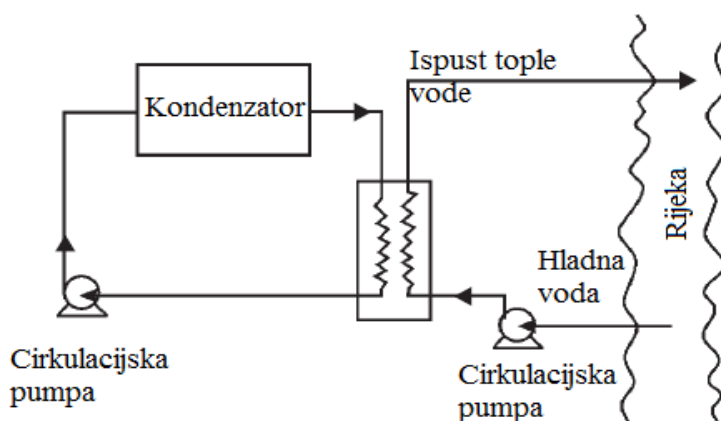 Ispust tople
vode
Kondenzator
Rijeka
Hladna
voda
Cirkulacijska
pumpa
Cirkulacijska
pumpa